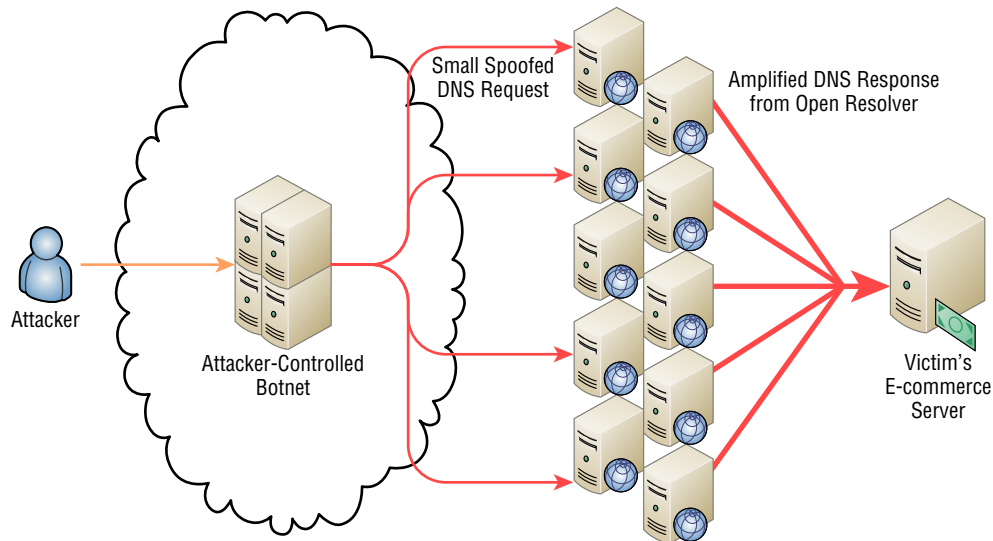 Small Spoofed
DNS Request
Amplified DNS Response
from Open Resolver
Attacker
Attacker-Controlled
Botnet
Victim's
E-commerce
Server